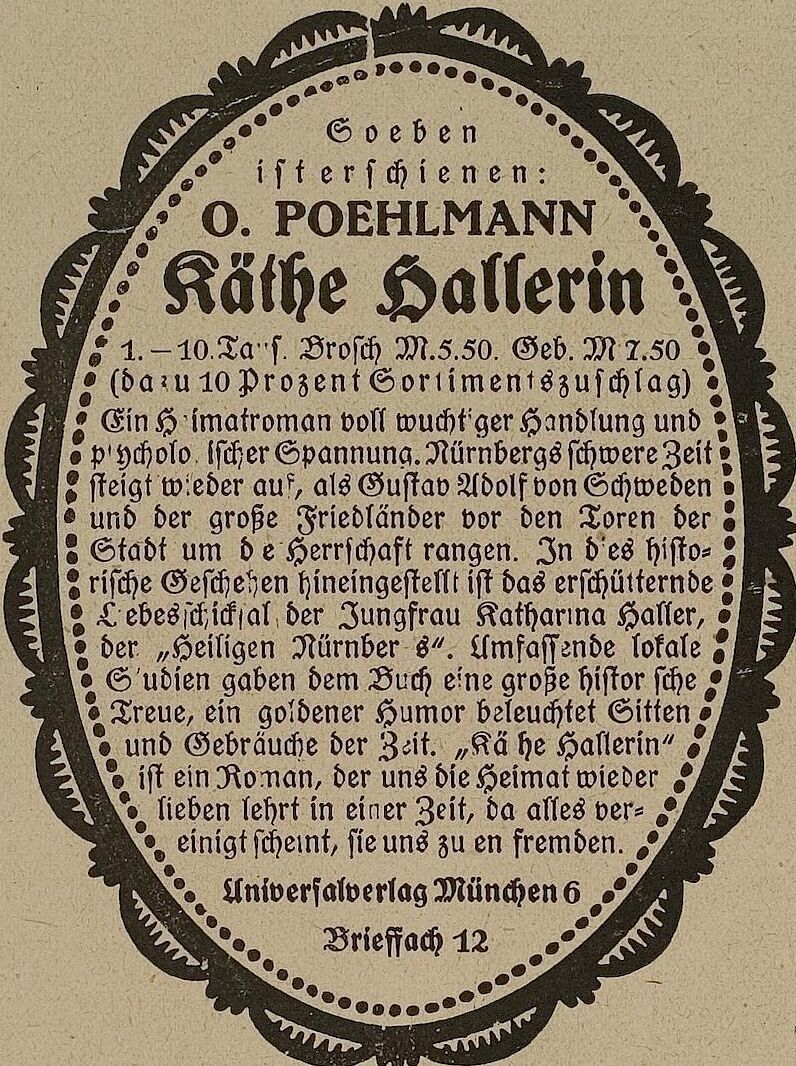 Soeben
ist erschienen:
O. POEHLMANN
Käthe Hallerin
1.–10. Taus. Brosch M.5.50. Geb. M 7.50
(dazu 10 Prozent Sortimentszuschlag)
Ein Heimatroman voll wuchtiger Handlung und
psychologischer Spannung. Nürnbergs schwere Zeit
steigt wieder auf, als Gustav Adolf von Schweden
und der große Friedländer vor den Toren der
Stadt um die Herrschaft rangen. In dies histo-
rische Geschehen hineingestellt ist das erschütternde
Liebesschicksal der Jungfrau Katharina Haller,
der „Heiligen Nürnbergs“. Umfassende lokale
Studien gaben dem Buch eine große historische
Treue, ein goldener Humor beleuchtet Sitten
und Gebräuche der Zeit. „Käthe Hallerin“
ist ein Roman, der uns die Heimat wieder
lieben lehrt in einer Zeit, da alles ver-
einigt scheint, sie uns zu entfremden.
Universalverlag München 6
Brieffach 12